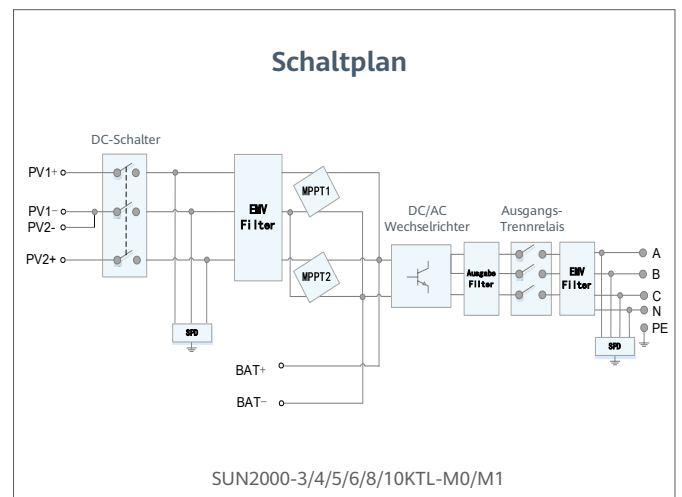 Schaltplan
DC-Schalter
PV1+
PV1−
PV2-
PV2+
EMV
Filter
MPPT1
MPPT2
SPD
BAT+
BAT−
DC/AC
Wechselrichter
Ausgabe
Filter
Ausgangs-
Trennrelais
EMV
Filter
SPD
A
B
C
N
PE
SUN2000-3/4/5/6/8/10KTL-M0/M1